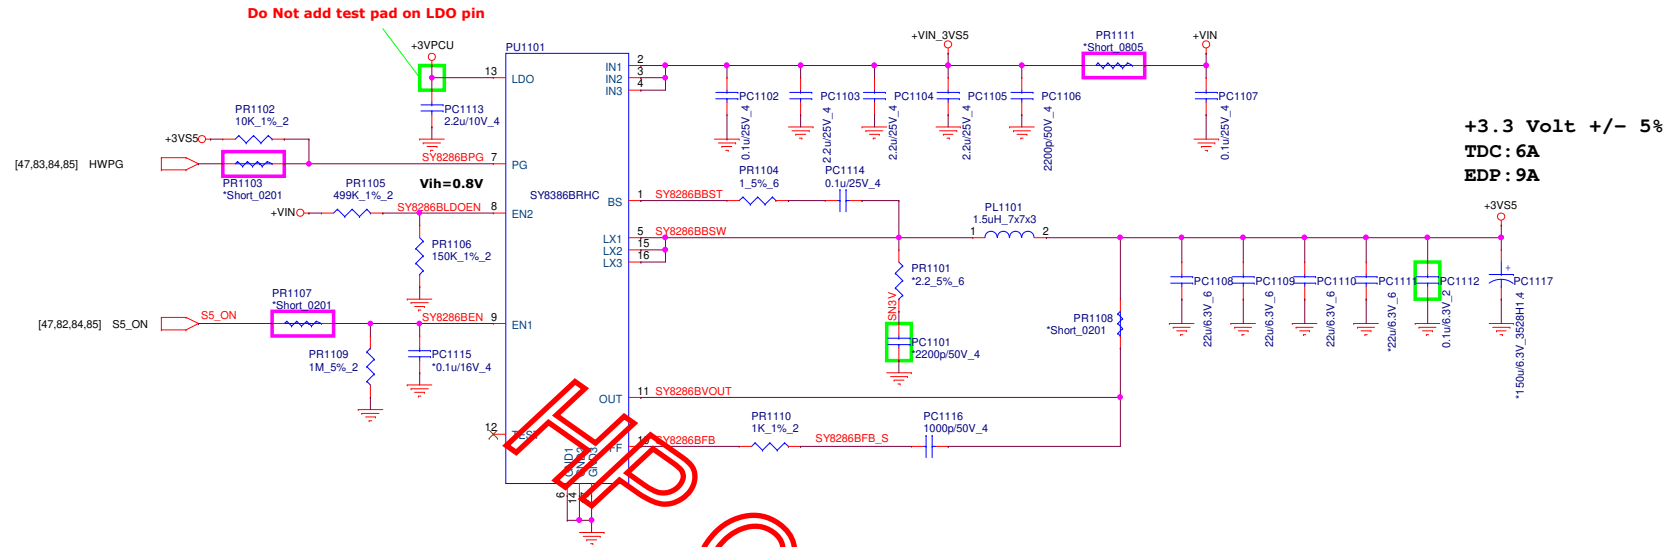 Do Not add test pad on LDO pin
+3VPCU
PU1101
13
LDO
PC1113
2.2u/10V_4
PR1102
10K_1%_2
+3VS5
[47,83,84,85] HWPG
SY8286BPG
7
PG
PR1103
*Short_0201
PR1105
499K_1%_2
Vih=0.8V
+VIN
SY8286BLDOEN
8
EN2
PR1106
150K_1%_2
PR1107
*Short_0201
[47,82,84,85] S5_ON
S5_ON
SY8286BEN
9
EN1
PR1109
1M_5%_2
PC1115
*0.1u/16V_4
12
TEST
SY8386BRHC
IN1
2
IN2
3
IN3
4
+VIN_3VS5
PR1111
*Short_0805
+VIN
PC1102
0.1u/25V_4
PC1103
2.2u/25V_4
PC1104
2.2u/25V_4
PC1105
2.2u/25V_4
PC1106
2200p/50V_4
PC1107
0.1u/25V_4
+3.3 Volt +/- 5%
TDC:6A
EDP:9A
BS
1
SY8286BBST
PR1104
1_5%_6
PC1114
0.1u/25V_4
LX1
5
LX2
15
LX3
16
SY8286BBSW
PL1101
1.5uH_7x7x3
1
2
+3VS5
PR1101
*2.2_5%_6
SN3V
PC1101
*2200p/50V_4
PR1108
*Short_0201
PC1108
22u/6.3V_6
PC1109
22u/6.3V_6
PC1110
22u/6.3V_6
PC1111
*22u/6.3V_6
PC1112
0.1u/6.3V_2
+
PC1117
*150u/6.3V_3528H1.4
OUT
11
SY8286BVOUT
FF
10
SY8286BFB
PR1110
1K_1%_2
SY8286BFB_S
PC1116
1000p/50V_4
GND1
GND2
GND3
6
14
HP